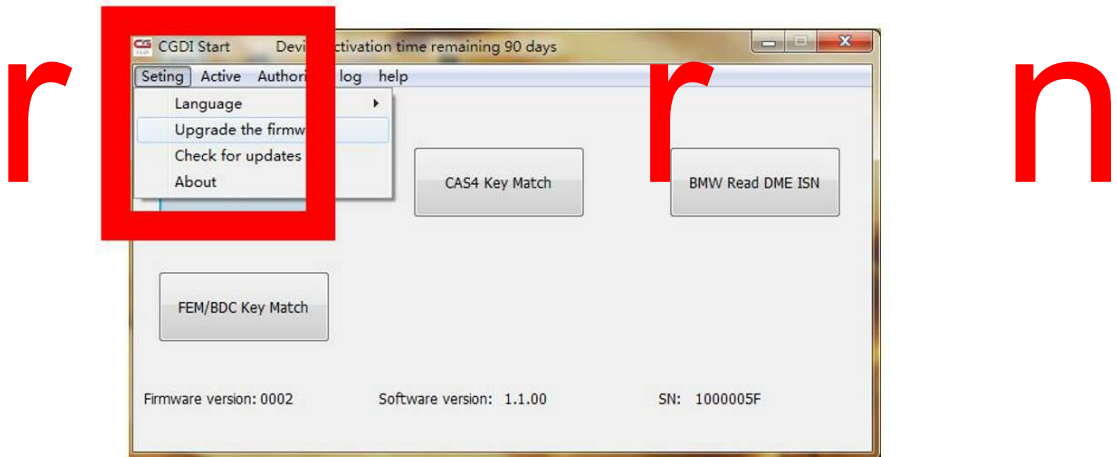 CGDI Start Devi ctivation time remaining 90 days
r r n
Seting Active Authori log help
Language
Upgrade the firmw
Check for updates
About
CAS4 Key Match
BMW Read DME ISN
FEM/BDC Key Match
Firmware version: 0002 Software version: 1.1.00 SN: 1000005F